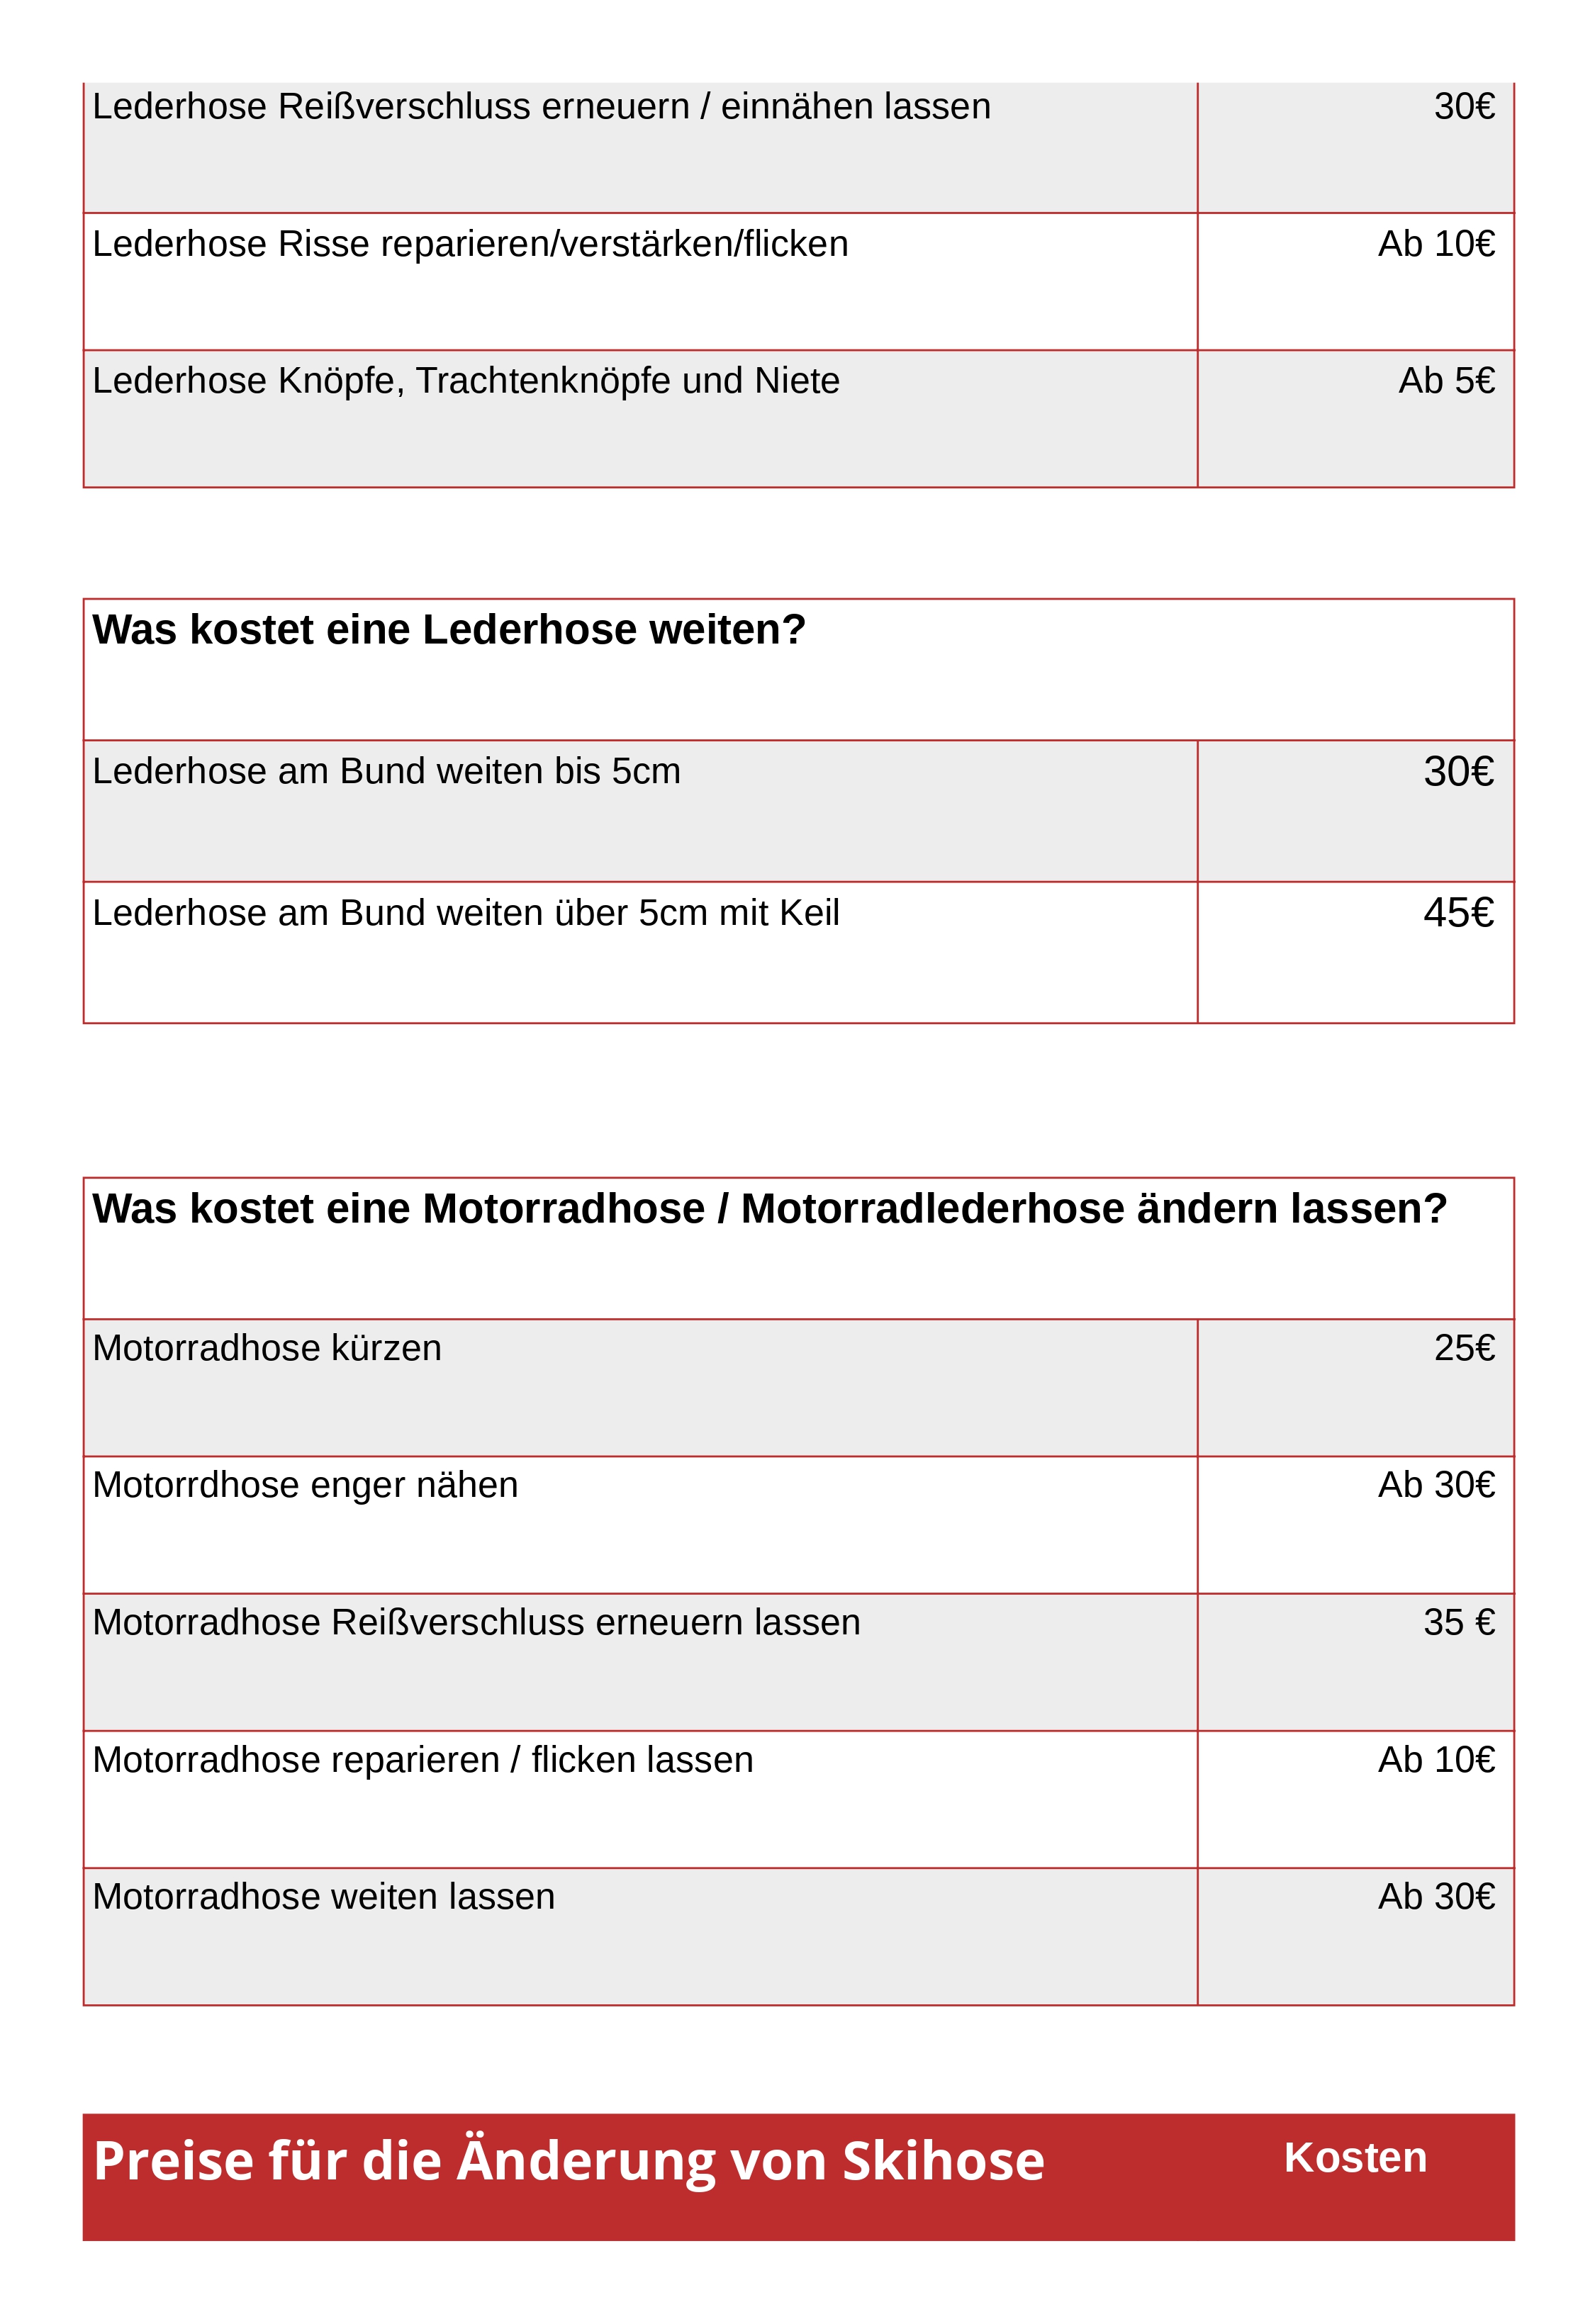 Lederhose Reißverschluss erneuern / einnähen lassen 30€
Lederhose Risse reparieren/verstärken/flicken Ab 10€
Lederhose Knöpfe, Trachtenknöpfe und Niete Ab 5€
Was kostet eine Lederhose weiten?
Lederhose am Bund weiten bis 5cm 30€
Lederhose am Bund weiten über 5cm mit Keil 45€
Was kostet eine Motorradhose / Motorradlederhose ändern lassen?
Motorradhose kürzen 25€
Motorrdhose enger nähen Ab 30€
Motorradhose Reißverschluss erneuern lassen 35 €
Motorradhose reparieren / flicken lassen Ab 10€
Motorradhose weiten lassen Ab 30€
Preise für die Änderung von Skihose Kosten